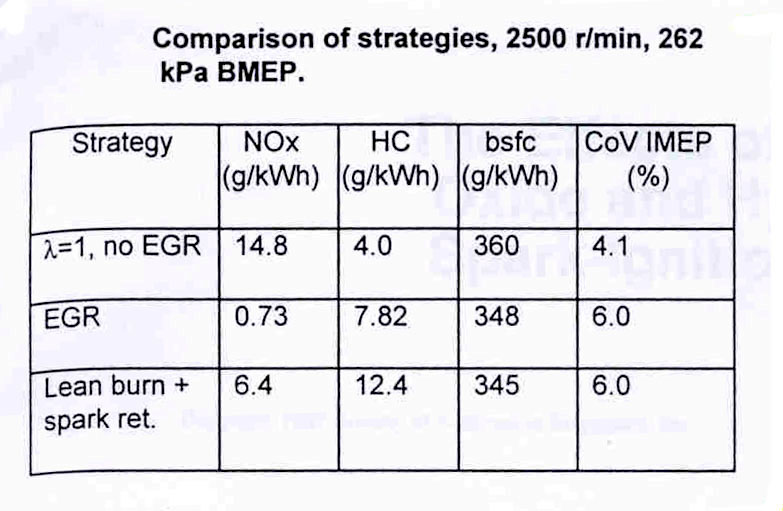 Comparison of strategies, 2500 r/min, 262
kPa BMEP.
Strategy NOx HC bsfc CoV IMEP
(g/kWh) (g/kWh) (g/kWh) (%)
λ=1, no EGR 14.8 4.0 360 4.1
EGR 0.73 7.82 348 6.0
Lean burn + 6.4 12.4 345 6.0
spark ret.